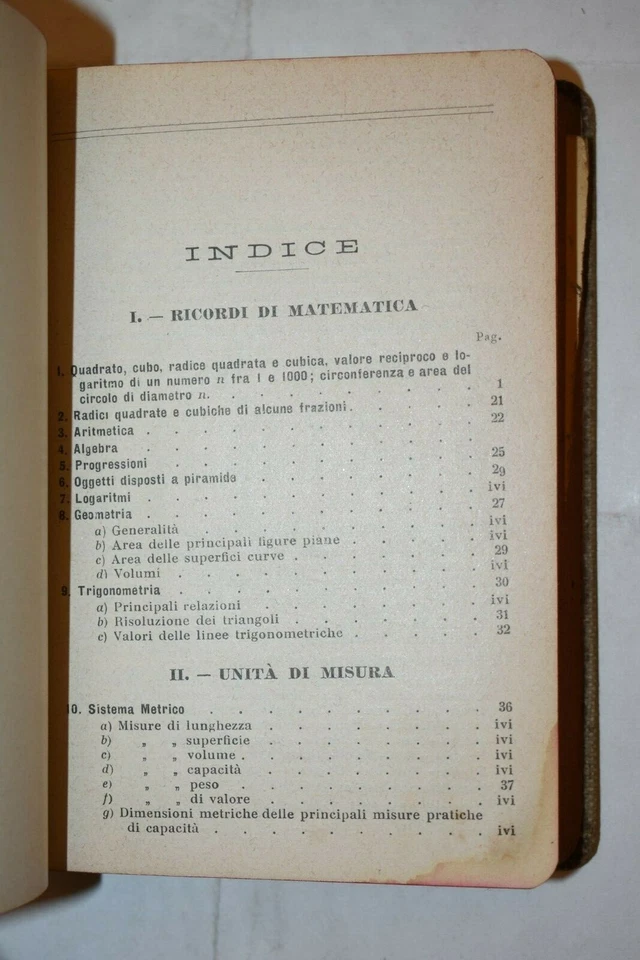 INDICE
I. — RICORDI DI MATEMATICA
Pag.
1. Quadrato, cubo, radice quadrata e cubica, valore reciproco e lo-
garitmo di un numero n fra 1 e 1000; circonferenza e area del
circolo di diametro n. . . . . . . . 1
2. Radici quadrate e cubiche di alcune frazioni . . . . . 21
3. Aritmetica . . . . . . . . . . 22
4. Algebra . . . . . . . . . .
5. Progressioni . . . . . . . . . 25
6. Oggetti disposti a piramide . . . . . . . 29
7. Logaritmi . . . . . . . . . . ivi
8. Geometria . . . . . . . . . . 27
a) Generalità . . . . . . . . ivi
b) Area delle principali figure piane . . . . ivi
c) Area delle superfici curve . . . . . 29
d) Volumi . . . . . . . . . ivi
9. Trigonometria . . . . . . . . . 30
a) Principali relazioni . . . . . . . ivi
b) Risoluzione dei triangoli . . . . . . 31
c) Valori delle linee trigonometriche . . . . 32
II. — UNITÀ DI MISURA
10. Sistema Metrico . . . . . . . . . 36
a) Misure di lunghezza . . . . . . . ivi
b) „ „ superficie . . . . . . . ivi
c) „ „ volume . . . . . . . ivi
d) „ „ capacità . . . . . . . ivi
e) „ „ peso . . . . . . . 37
f) „ „ di valore . . . . . . . ivi
g) Dimensioni metriche delle principali misure pratiche
di capacità . . . . . . . . ivi